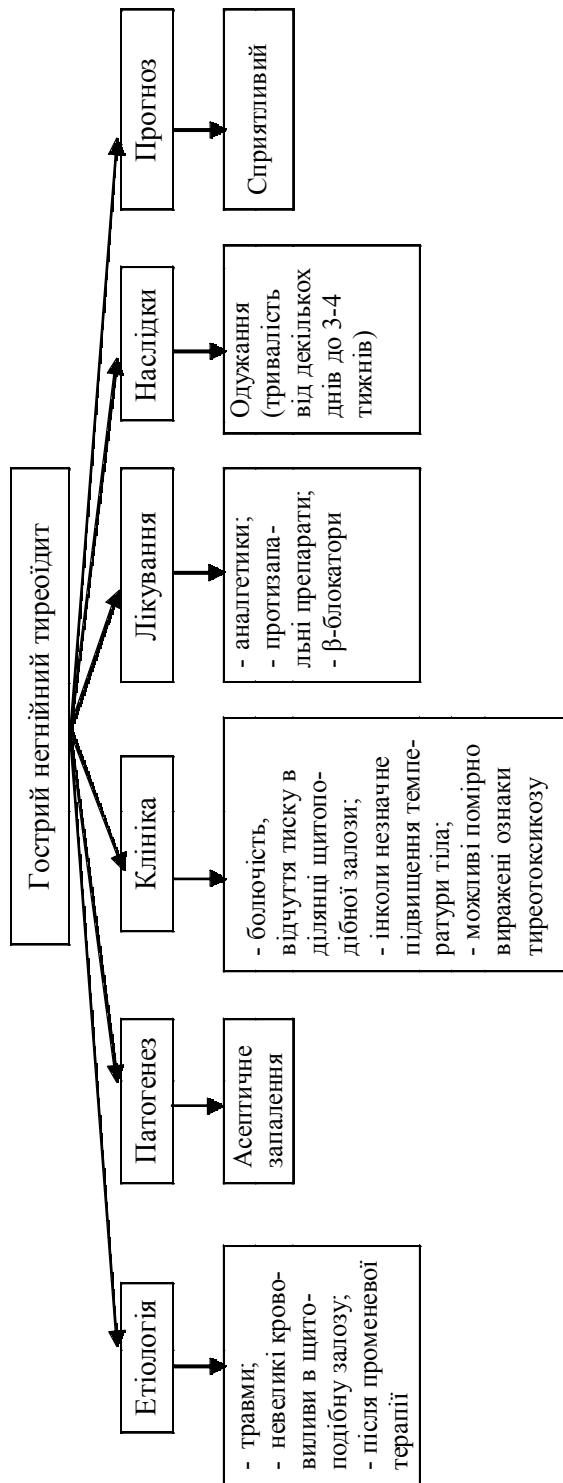 Гострий негнійний тиреоїдит
Етіологія
- травми;
- невеликі крово-
виливи в щито-
подібну залозу;
- після променевої
терапії
Патогенез
Асептичне
запалення
Клініка
- болючість,
відчуття тиску в
ділянці щитопо-
дібної залози;
- інколи незначне
підвищення темпе-
ратури тіла;
- можливі помірно
виражені ознаки
тиреотоксикозу
Лікування
- аналгетики;
- протизапа-
льні препарати;
- β-блокатори
Наслідки
Одужання
(тривалість
від декількох
днів до 3-4
тижнів)
Прогноз
Сприятливий